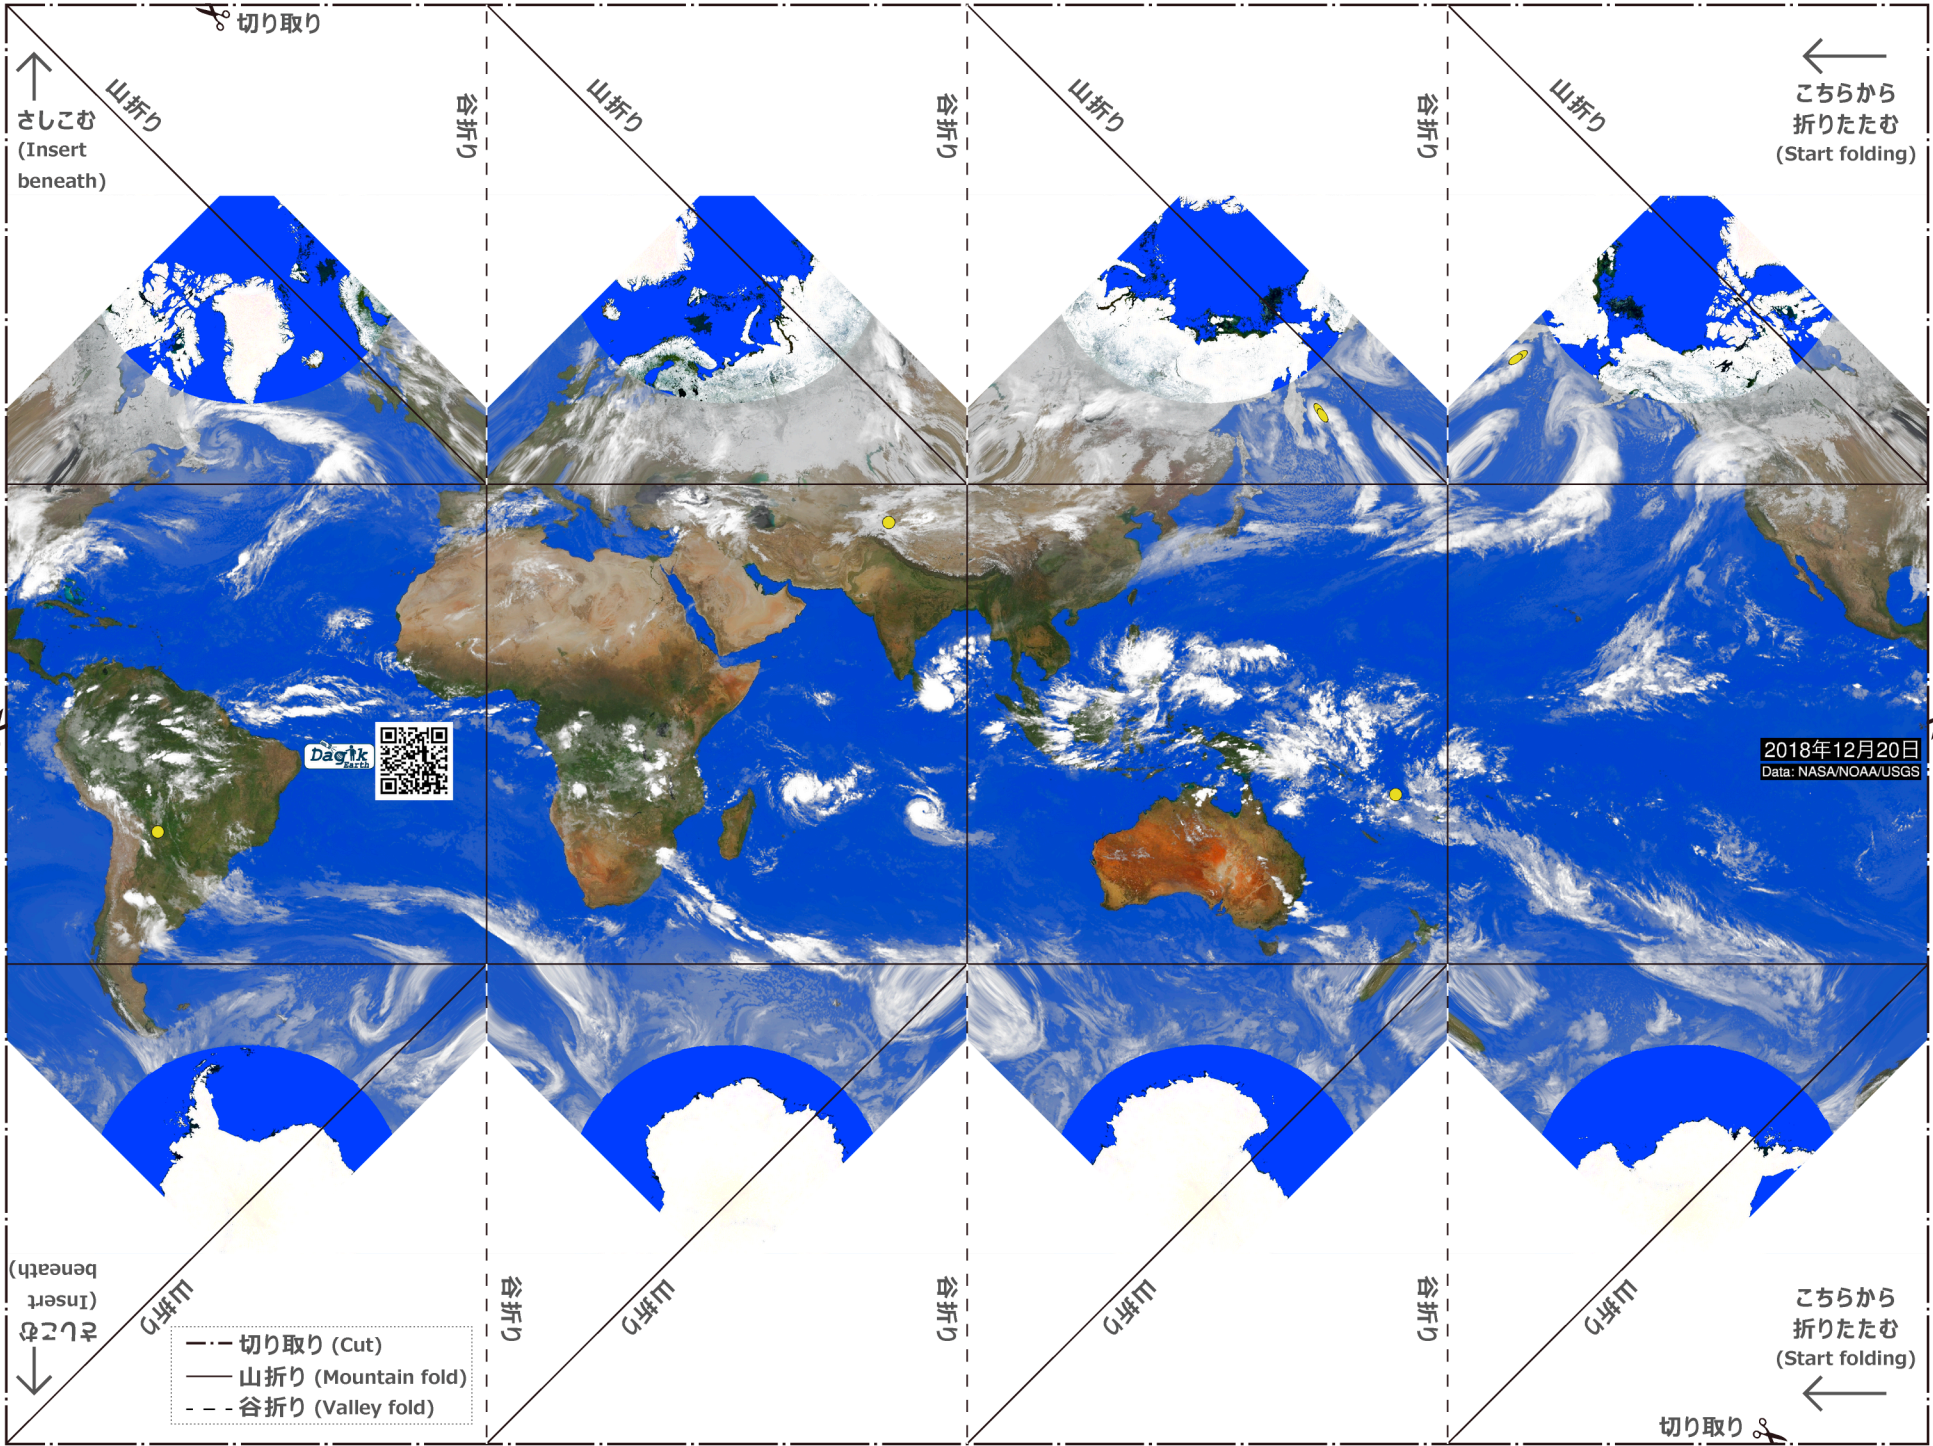 切り取り
山折り
谷折り
山折り
谷折り
山折り
谷折り
山折り
さしこむ
(Insert
beneath)
こちらから
折りたたむ
(Start folding)
Dagik
Earth
2018年12月20日
Data: NASA/NOAA/USGS
さしこむ
(Insert
beneath)
山折り
谷折り
山折り
谷折り
山折り
谷折り
山折り
こちらから
折りたたむ
(Start folding)
切り取り (Cut)
山折り (Mountain fold)
谷折り (Valley fold)
切り取り